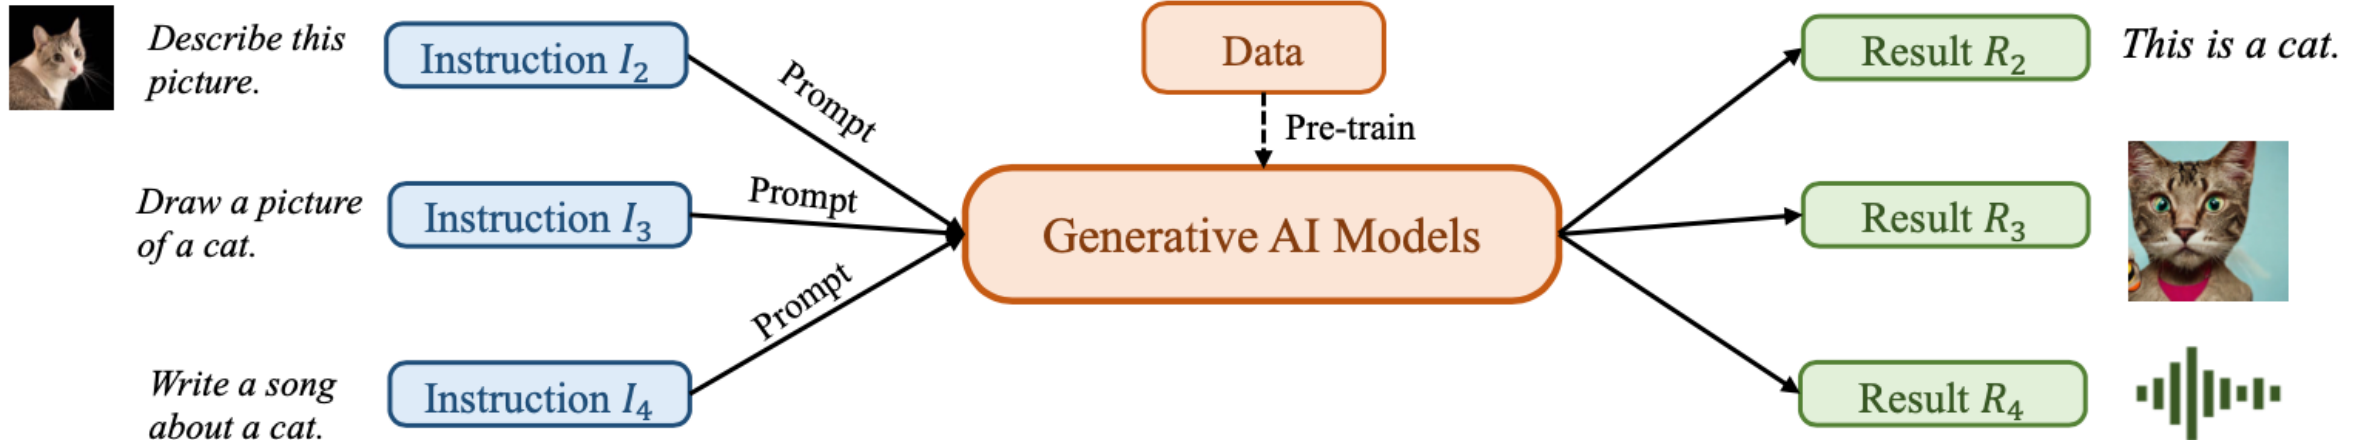 Describe this
picture.
Instruction I₂
Prompt
Data
Pre-train
Result R₂
This is a cat.
Draw a picture
of a cat.
Instruction I₃
Prompt
Generative AI Models
Result R₃
Write a song
about a cat.
Instruction I₄
Prompt
Result R₄